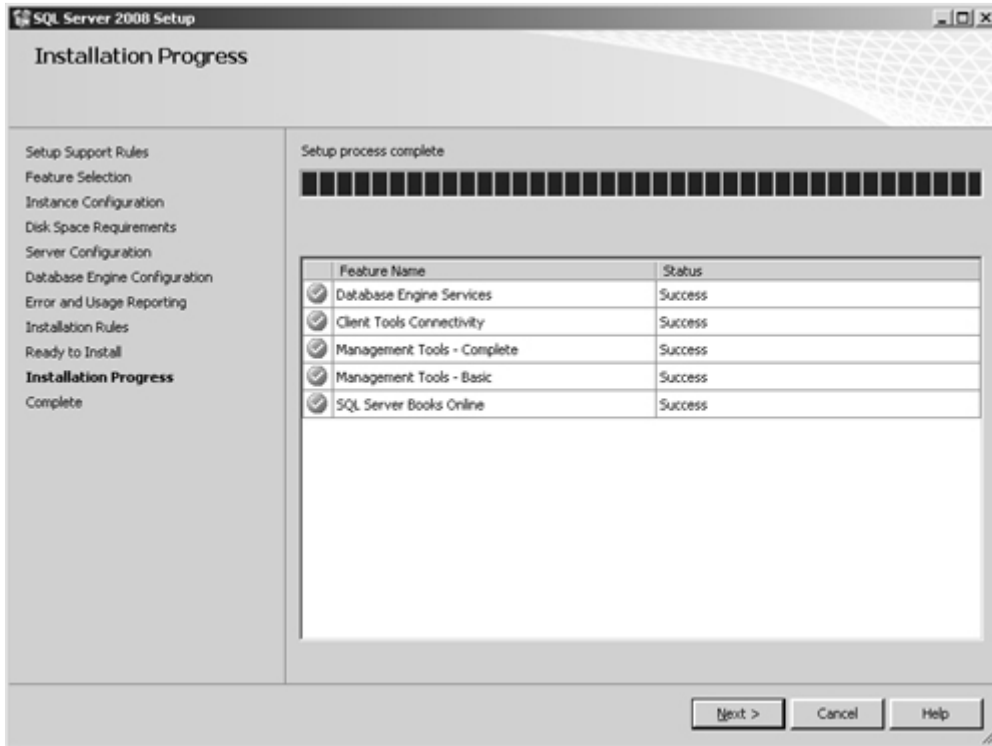 SQL Server 2008 Setup
Installation Progress
Setup Support Rules
Feature Selection
Instance Configuration
Disk Space Requirements
Server Configuration
Database Engine Configuration
Error and Usage Reporting
Installation Rules
Ready to Install
Installation Progress
Complete
Setup process complete
Feature Name Status
Database Engine Services Success
Client Tools Connectivity Success
Management Tools - Complete Success
Management Tools - Basic Success
SQL Server Books Online Success
Next > Cancel Help